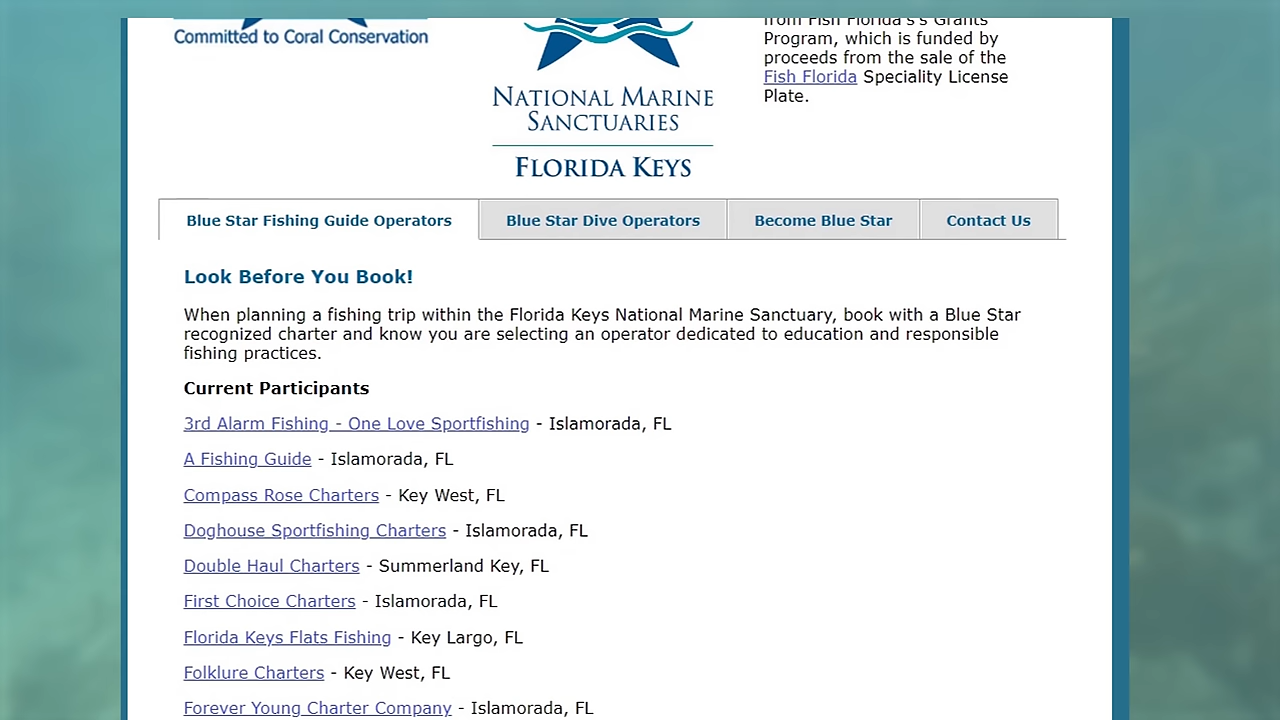 Committed to Coral Conservation
NATIONAL MARINE
SANCTUARIES
FLORIDA KEYS
from Fish Florida's's Grants
Program, which is funded by
proceeds from the sale of the
Fish Florida Speciality License
Plate.
Blue Star Fishing Guide Operators
Blue Star Dive Operators
Become Blue Star
Contact Us
Look Before You Book!
When planning a fishing trip within the Florida Keys National Marine Sanctuary, book with a Blue Star
recognized charter and know you are selecting an operator dedicated to education and responsible
fishing practices.
Current Participants
3rd Alarm Fishing - One Love Sportfishing - Islamorada, FL
A Fishing Guide - Islamorada, FL
Compass Rose Charters - Key West, FL
Doghouse Sportfishing Charters - Islamorada, FL
Double Haul Charters - Summerland Key, FL
First Choice Charters - Islamorada, FL
Florida Keys Flats Fishing - Key Largo, FL
Folklure Charters - Key West, FL
Forever Young Charter Company - Islamorada, FL